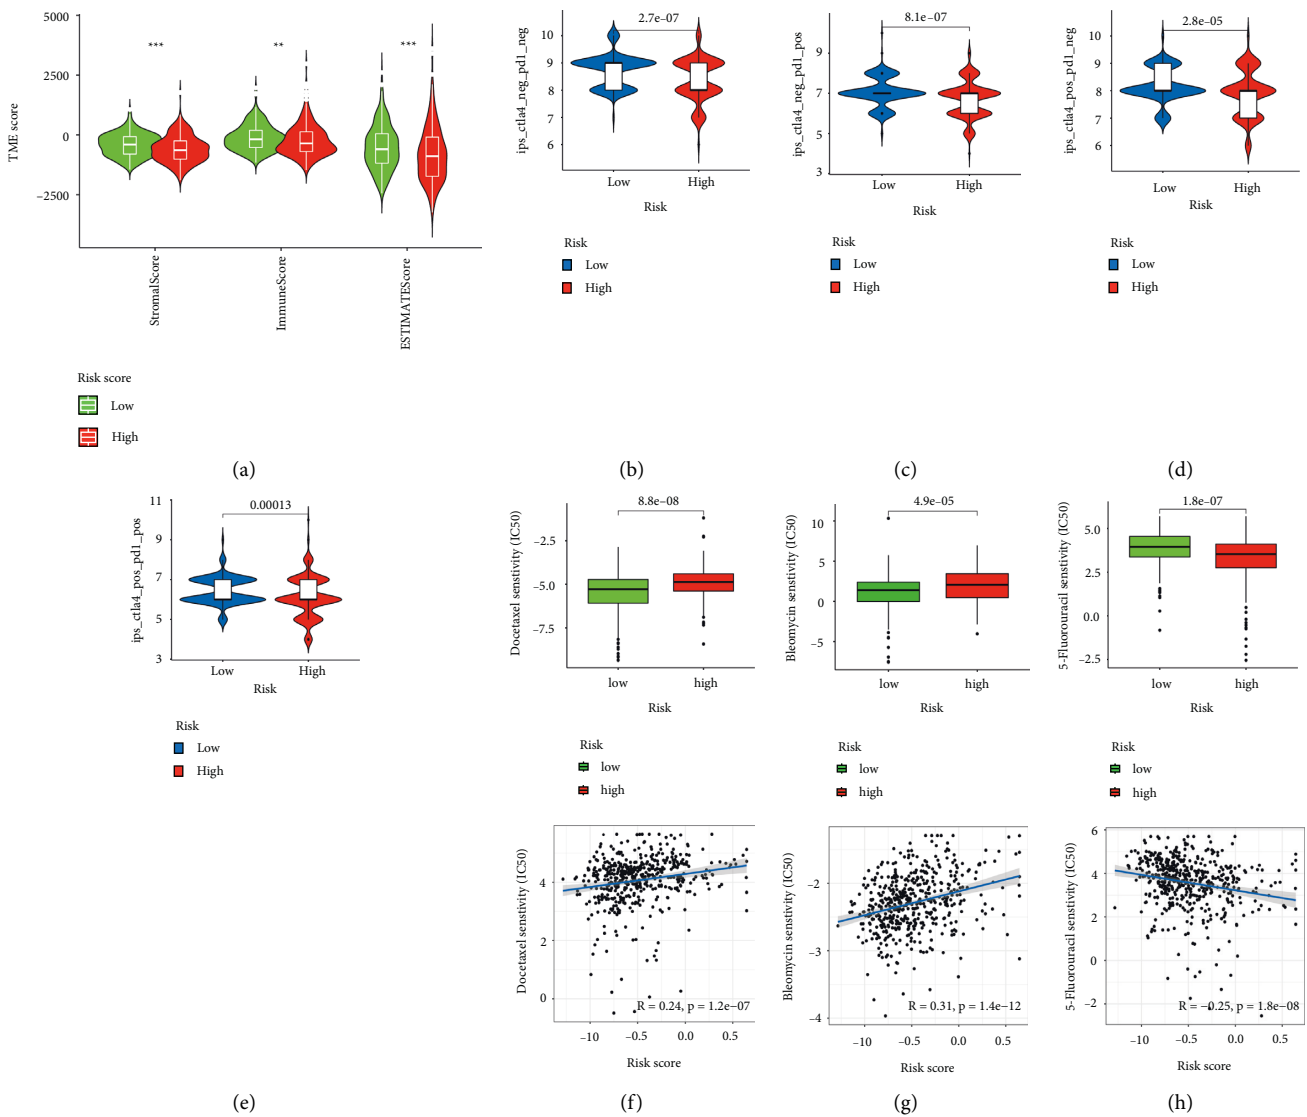 5000
2500
0
−2500
TME score
***
**
***
StromalScore
ImmuneScore
ESTIMATEScore
Risk score
Low
High
(a)
2.7e−07
10
9
8
7
6
ips_ctla4_neg_pd1_neg
Low
High
Risk
Risk
Low
High
(b)
8.1e−07
9
7
5
3
ips_ctla4_neg_pd1_pos
Low
High
Risk
Risk
Low
High
(c)
2.8e−05
10
9
8
7
6
ips_ctla4_pos_pd1_neg
Low
High
Risk
Risk
Low
High
(d)
0.00013
11
9
7
5
3
ips_ctla4_pos_pd1_pos
Low
High
Risk
Risk
Low
High
(e)
8.8e−08
−2.5
−5.0
−7.5
Docetaxel senstivity (IC50)
low
high
Risk
Risk
low
high
6
4
2
0
Docetaxel senstivity (IC50)
R = 0.24, p = 1.2e−07
−10
−0.5
0.0
0.5
Risk score
(f)
4.9e−05
10
5
0
−5
Bleomycin senstivity (IC50)
low
high
Risk
Risk
low
high
−2
−3
−4
Bleomycin senstivity (IC50)
R = 0.31, p = 1.4e−12
−10
−0.5
0.0
0.5
Risk score
(g)
1.8e−07
5.0
2.5
0.0
−2.5
5-Fluorouracil senstivity (IC50)
low
high
Risk
Risk
low
high
6
4
2
0
−2
5-Fluorouracil senstivity (IC50)
R = −0.25, p = 1.8e−08
−10
−0.5
0.0
0.5
Risk score
(h)